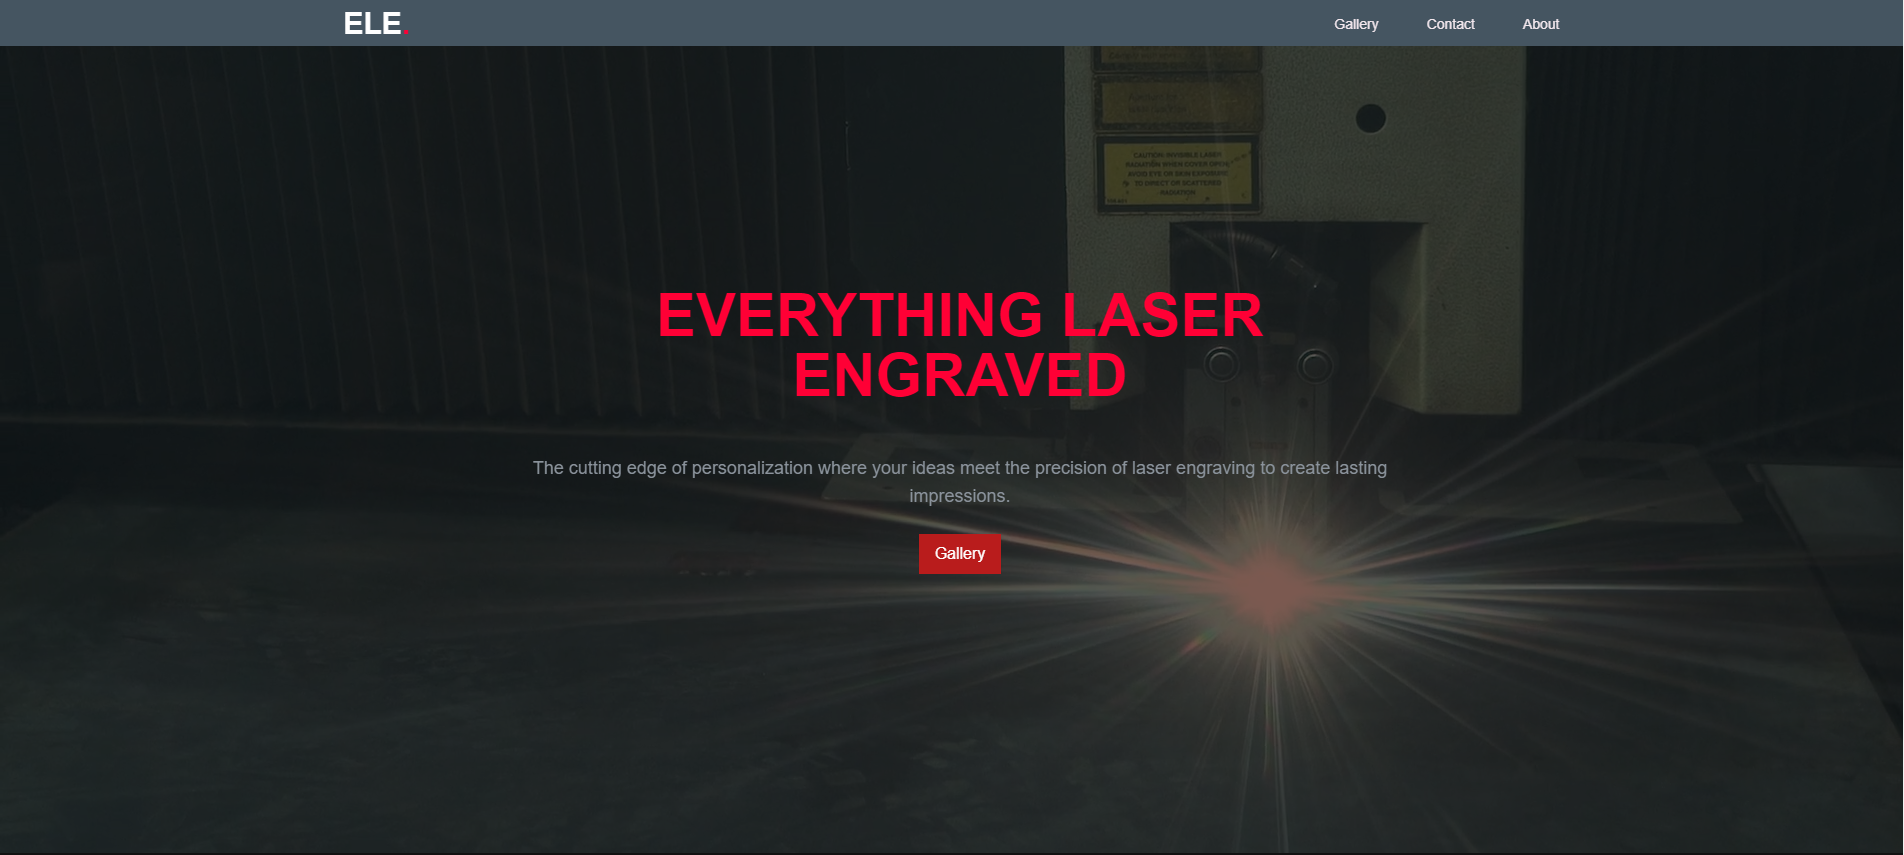 ELE.
Gallery
Contact
About
CAUTION: INVISIBLE LASER
RADIATION WHEN COVER OPEN
AVOID EYE OR SKIN EXPOSURE
TO DIRECT OR SCATTERED
RADIATION
EVERYTHING LASER
ENGRAVED
The cutting edge of personalization where your ideas meet the precision of laser engraving to create lasting
impressions.
Gallery